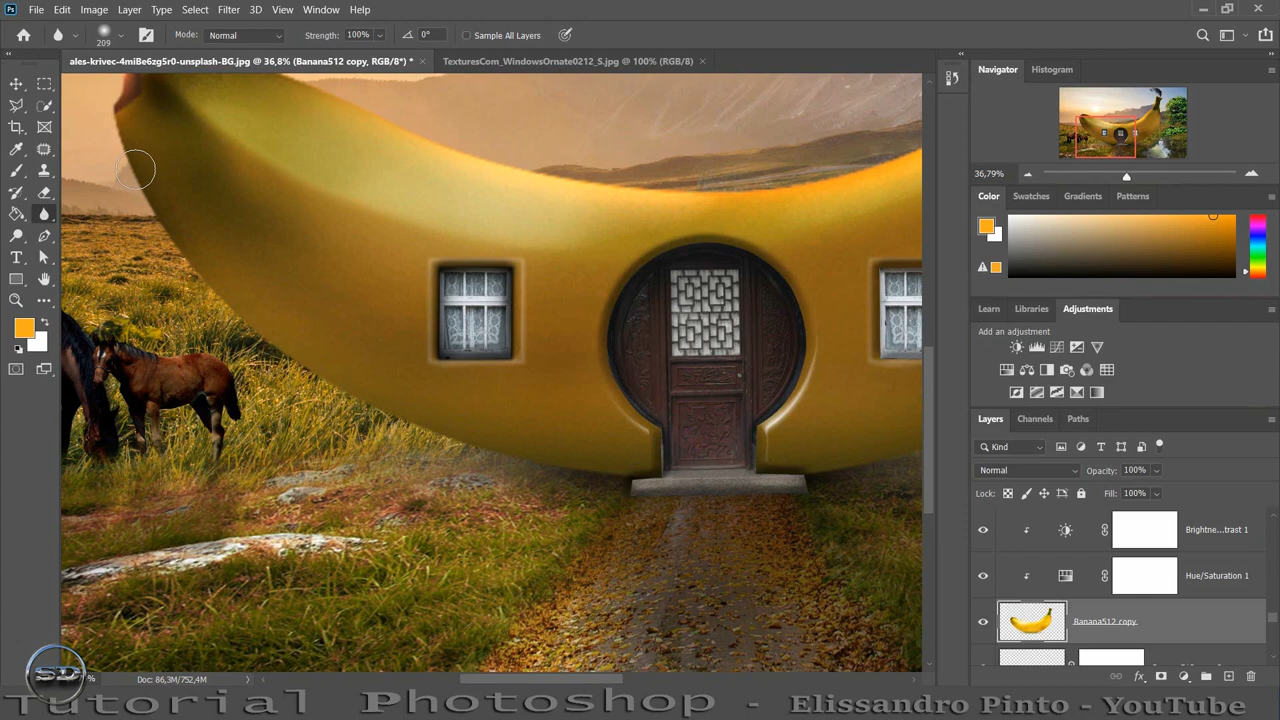 Ps File Edit Image Layer Type Select Filter 3D View Window Help
209 Mode: Normal Strength: 100% 0° Sample All Layers
ales-krivec-4miBe6zg5r0-unsplash-BG.jpg @ 36,8% (Banana512 copy, RGB/8*) * TexturesCom_WindowsOrnate0212_S.jpg @ 100% (RGB/8)
Navigator Histogram
36,79%
Color Swatches Gradients Patterns
Learn Libraries Adjustments
Add an adjustment
Layers Channels Paths
Kind
Normal Opacity: 100%
Lock: Fill: 100%
Brightne...trast 1
Hue/Saturation 1
Banana512 copy
SD % Doc: 86,3M/752,4M
Tutorial Photoshop - Elissandro Pinto - YouTube